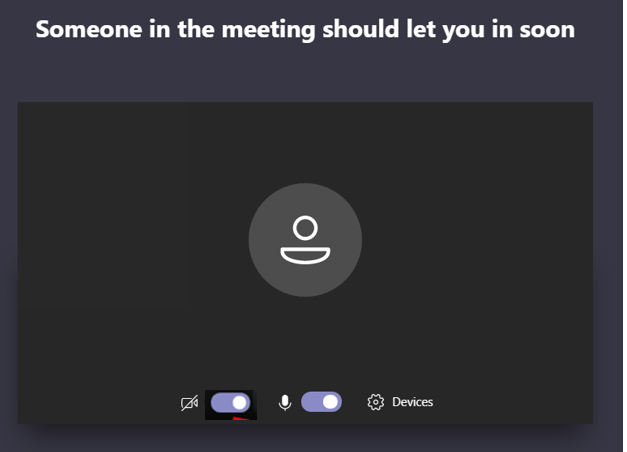 Someone in the meeting should let you in soon
Devices